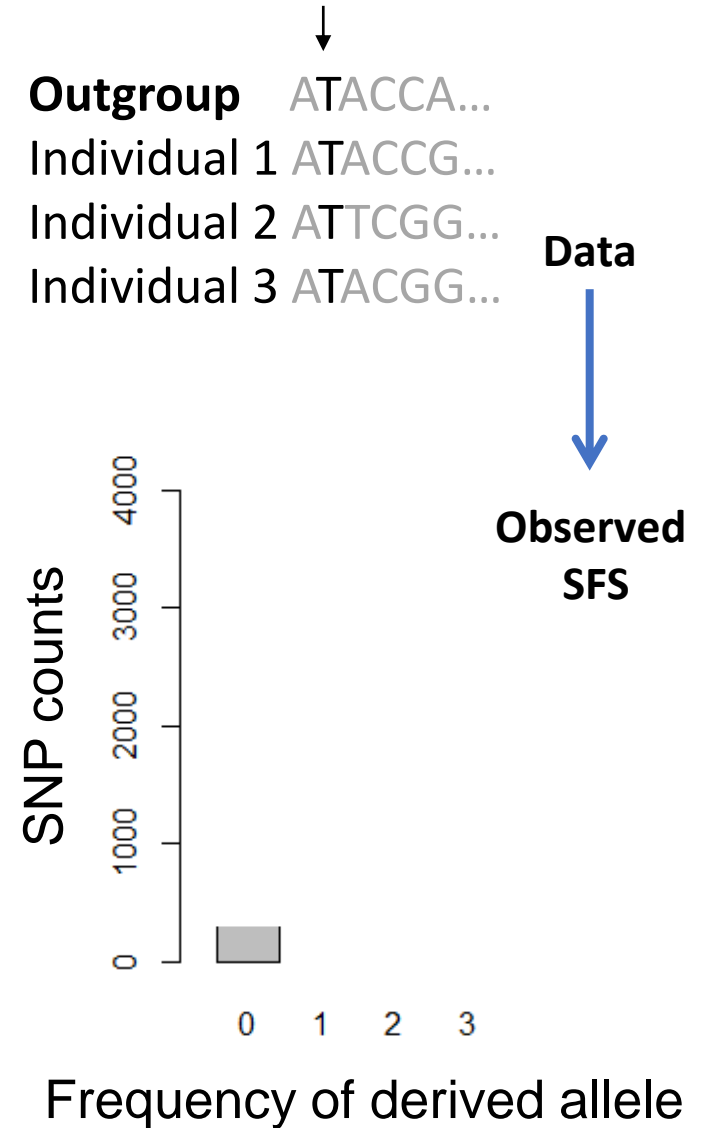 Outgroup ATACCA...
Individual 1 ATACCG...
Individual 2 ATTCGG...
Individual 3 ATACGG...
Data
Observed
SFS
SNP counts
4000
3000
2000
1000
0
0 1 2 3
Frequency of derived allele